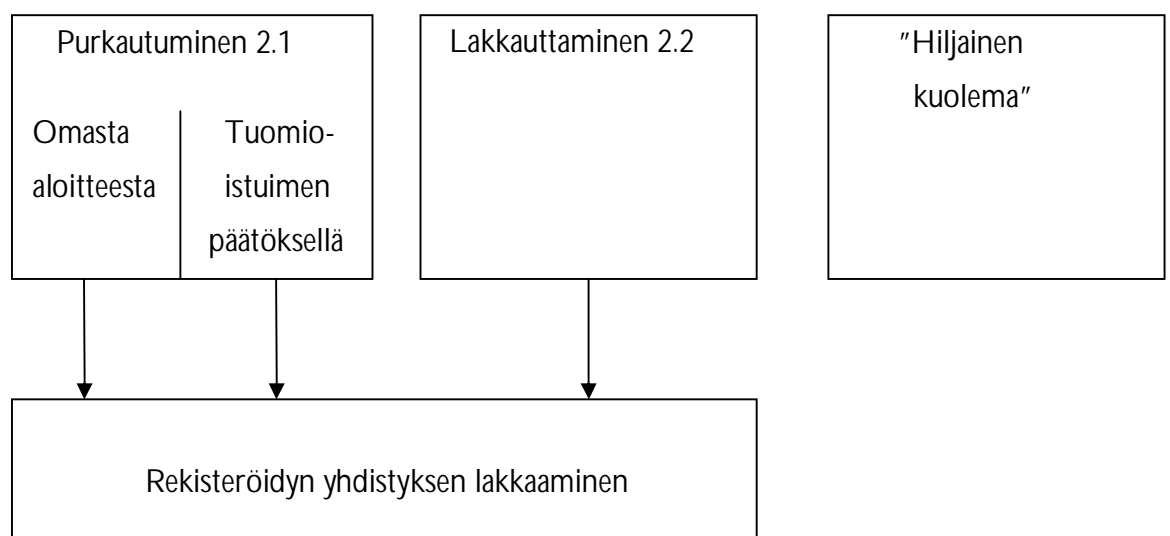 Purkautuminen 2.1
Omasta
aloitteesta
Tuomio-
istuimen
päätöksellä
Lakkauttaminen 2.2
"Hiljainen
kuolema"
Rekisteröidyn yhdistyksen lakkaaminen